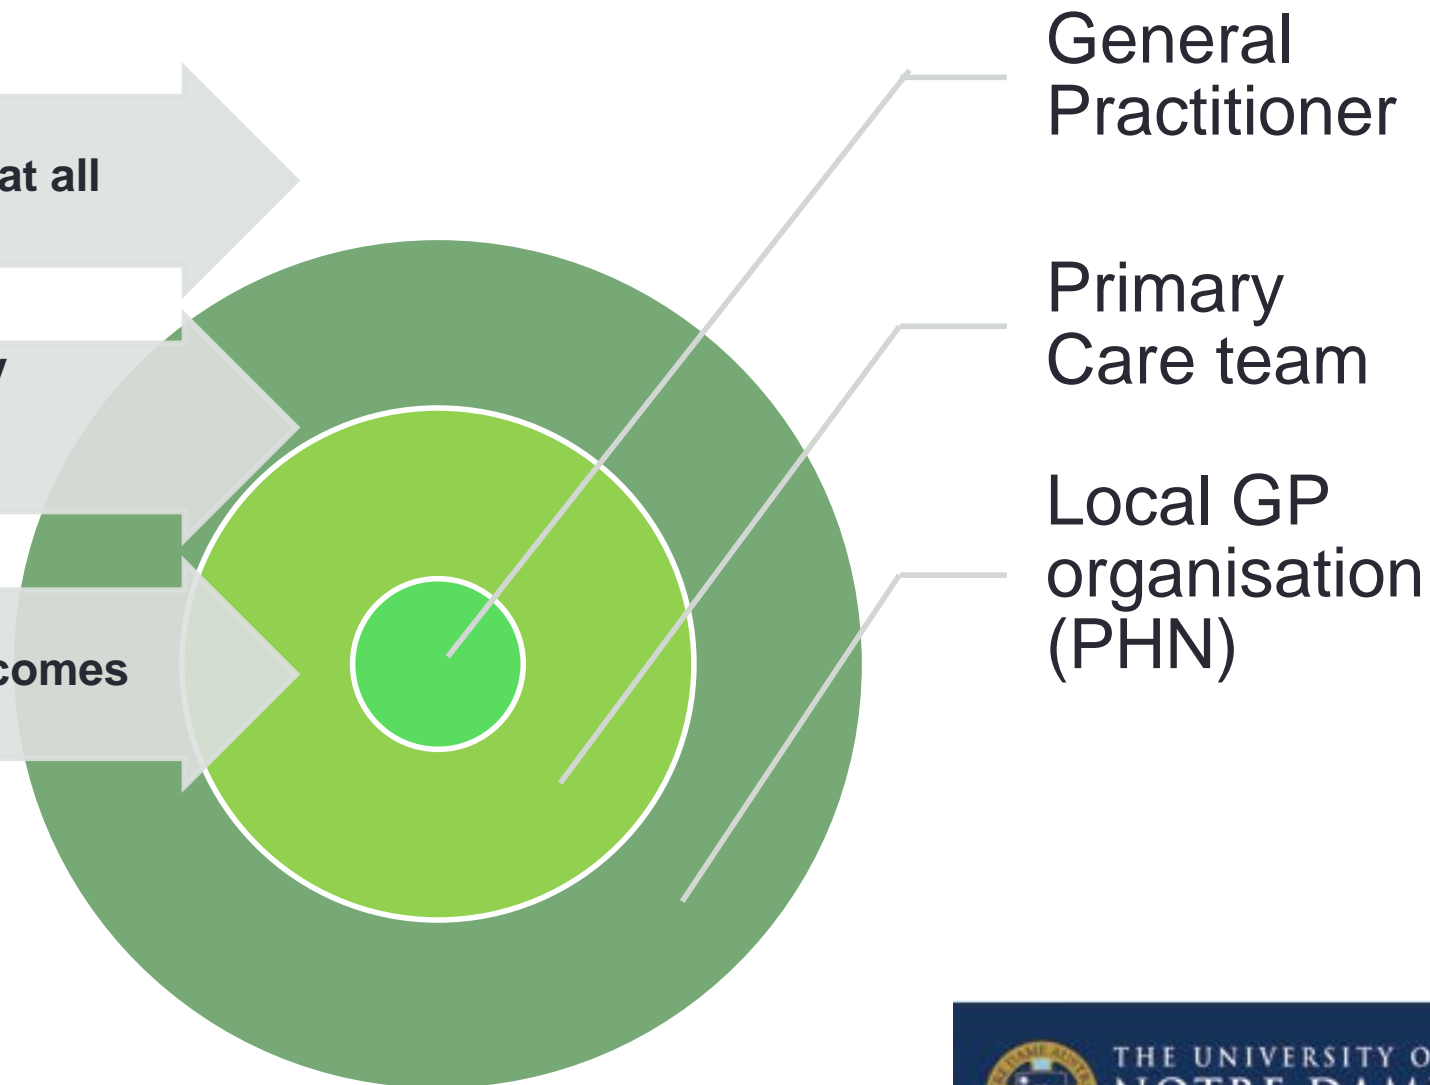 at all
comes
General
Practitioner
Primary
Care team
Local GP
organisation
(PHN)
THE UNIVERSITY O